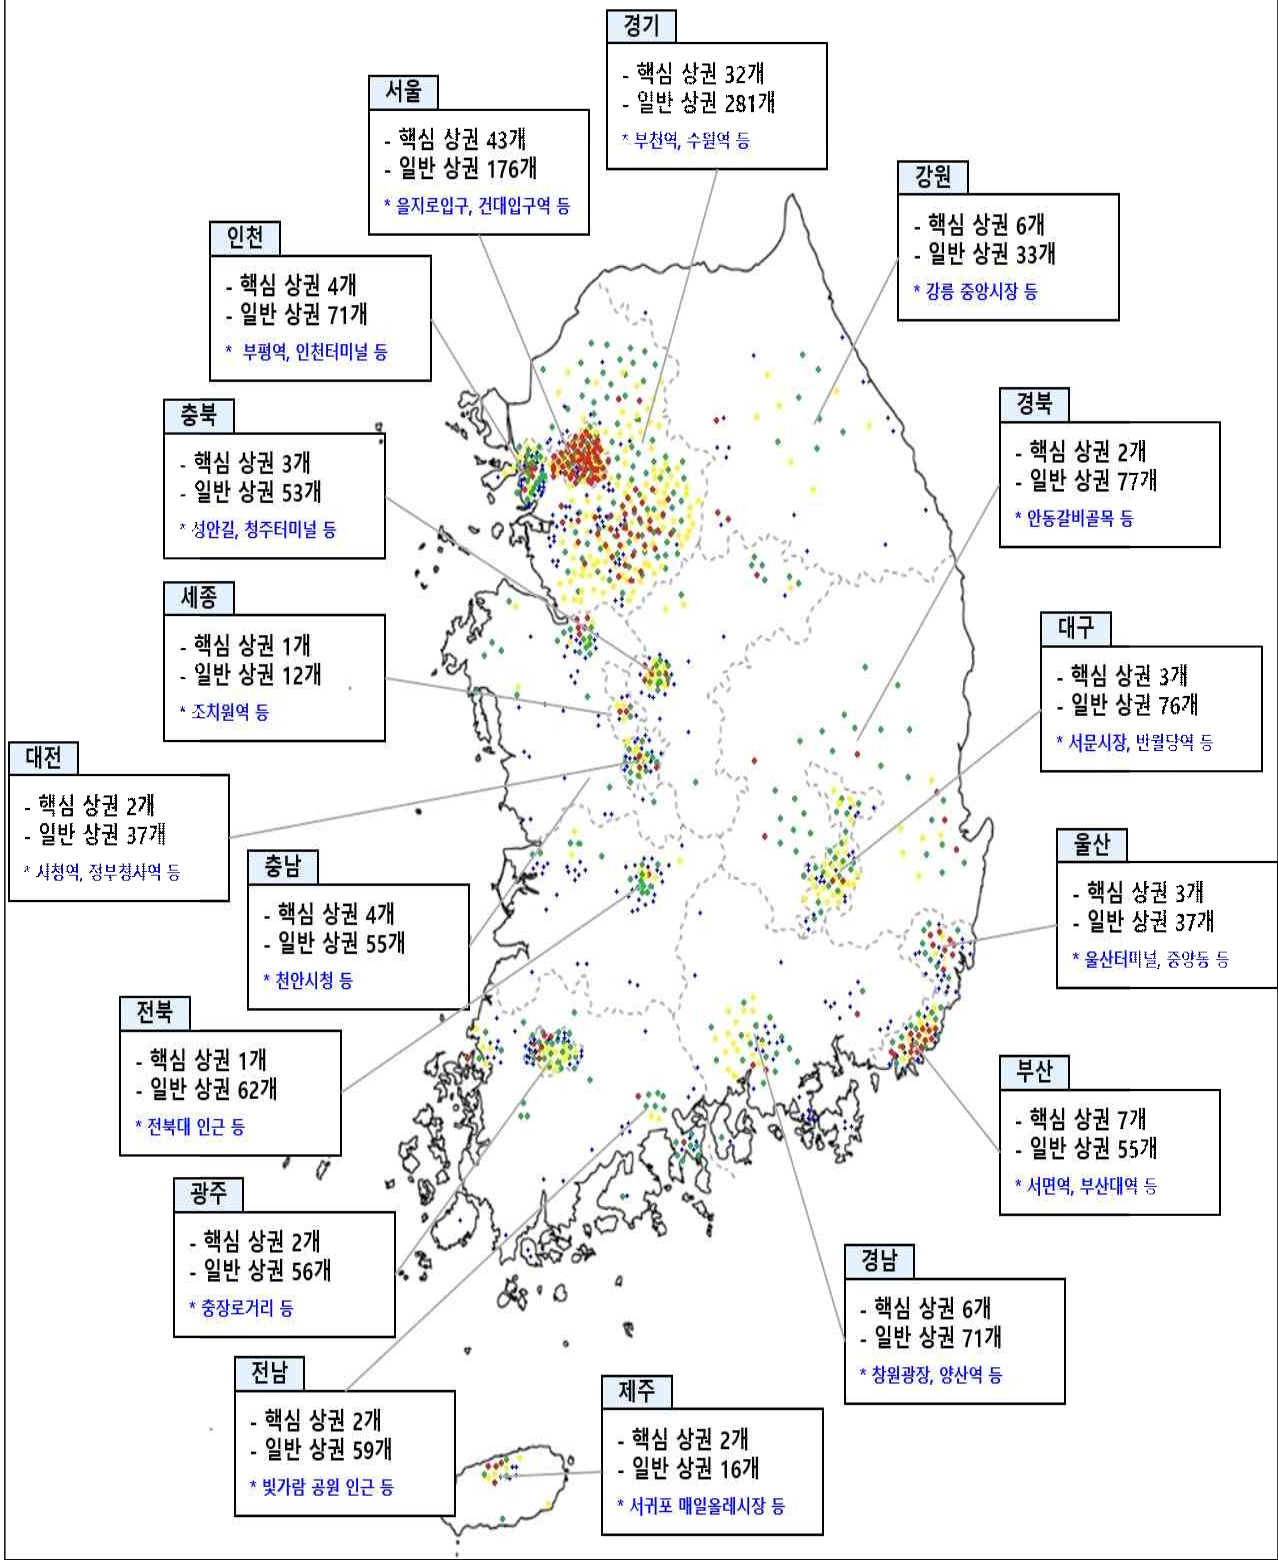 경기
- 핵심 상권 32개
- 일반 상권 281개
* 부천역, 수원역 등
서울
- 핵심 상권 43개
- 일반 상권 176개
* 을지로입구, 건대입구역 등
강원
- 핵심 상권 6개
- 일반 상권 33개
* 강릉 중앙시장 등
인천
- 핵심 상권 4개
- 일반 상권 71개
* 부평역, 인천터미널 등
경북
- 핵심 상권 2개
- 일반 상권 77개
* 안동갈비골목 등
충북
- 핵심 상권 3개
- 일반 상권 53개
* 성안길, 청주터미널 등
세종
- 핵심 상권 1개
- 일반 상권 12개
* 조치원역 등
대구
- 핵심 상권 3개
- 일반 상권 76개
* 서문시장, 반월당역 등
대전
- 핵심 상권 2개
- 일반 상권 37개
* 시청역, 정부청사역 등
울산
- 핵심 상권 3개
- 일반 상권 37개
* 울산터미널, 중앙동 등
충남
- 핵심 상권 4개
- 일반 상권 55개
* 천안시청 등
전북
- 핵심 상권 1개
- 일반 상권 62개
* 전북대 인근 등
부산
- 핵심 상권 7개
- 일반 상권 55개
* 서면역, 부산대역 등
광주
- 핵심 상권 2개
- 일반 상권 56개
* 충장로거리 등
경남
- 핵심 상권 6개
- 일반 상권 71개
* 창원광장, 양산역 등
전남
- 핵심 상권 2개
- 일반 상권 59개
* 빛가람 공원 인근 등
제주
- 핵심 상권 2개
- 일반 상권 16개
* 서귀포 매일올레시장 등